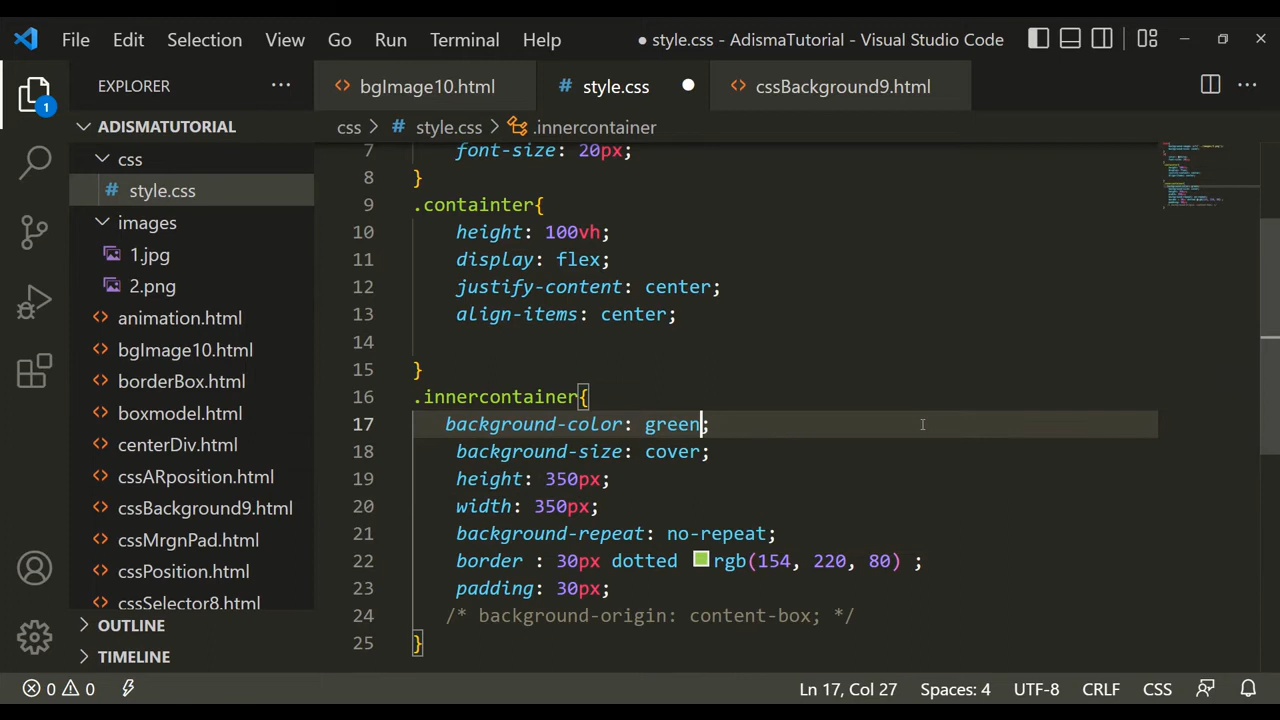 File Edit Selection View Go Run Terminal Help ● style.css - AdismaTutorial - Visual Studio Code
EXPLORER ···
1
ADISMATUTORIAL
css
# style.css
images
1.jpg
2.png
<> animation.html
<> bgImage10.html
<> borderBox.html
<> boxmodel.html
<> centerDiv.html
<> cssARposition.html
<> cssBackground9.html
<> cssMrgnPad.html
<> cssPosition.html
<> cssSelector8.html
OUTLINE
TIMELINE
<> bgImage10.html # style.css ● <> cssBackground9.html ···
css > # style.css > .innercontainer
7 font-size: 20px;
8 }
9 .containter{
10 height: 100vh;
11 display: flex;
12 justify-content: center;
13 align-items: center;
14
15 }
16 .innercontainer{
17 background-color: green;
18 background-size: cover;
19 height: 350px;
20 width: 350px;
21 background-repeat: no-repeat;
22 border : 30px dotted rgb(154, 220, 80) ;
23 padding: 30px;
24 /* background-origin: content-box; */
25 }
0 0 Ln 17, Col 27 Spaces: 4 UTF-8 CRLF CSS